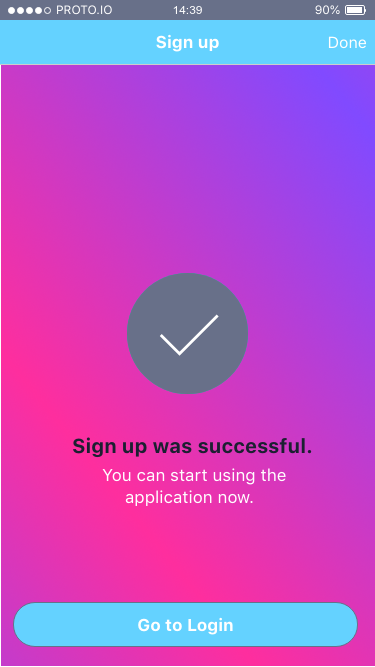 PROTO.IO 14:39 90%
Sign up Done
Sign up was successful.
You can start using the
application now.
Go to Login